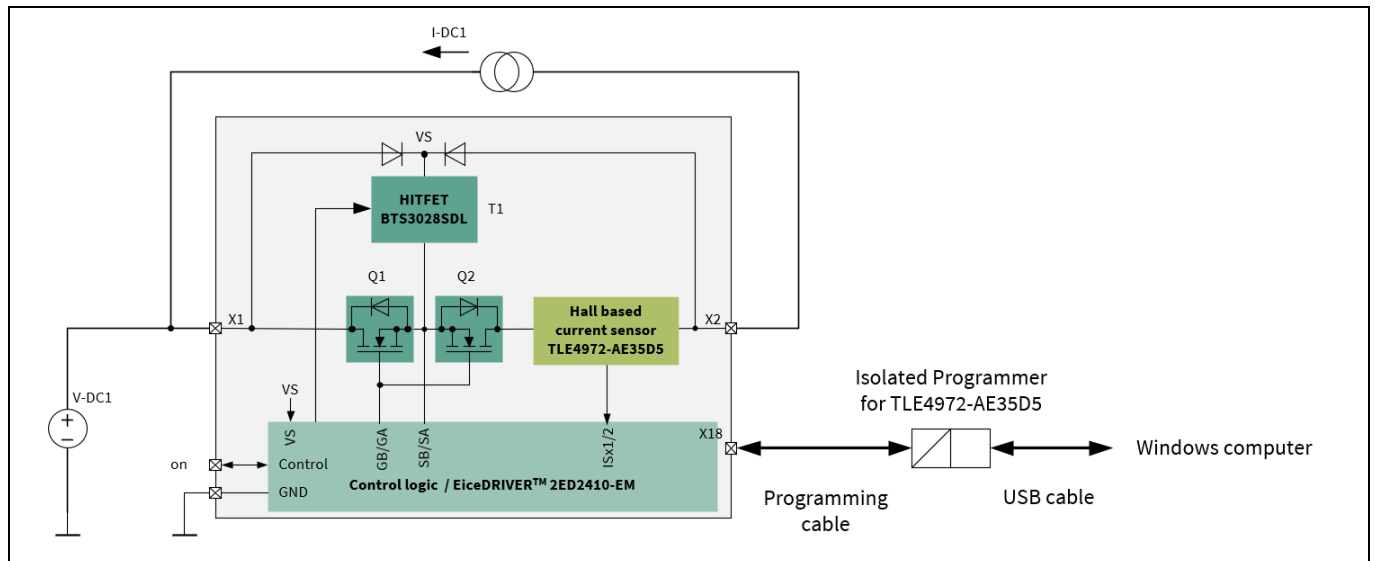 I-DC1
VS
HITFET
BTS3028SDL
T1
Q1
Q2
X1
Hall based
current sensor
TLE4972-AE35D5
X2
V-DC1
+
−
VS
VS
GB/GA
SB/SA
ISx1/2
X18
on
Control
GND
Control logic / EiceDRIVER™ 2ED2410-EM
Isolated Programmer
for TLE4972-AE35D5
Windows computer
Programming
cable
USB cable